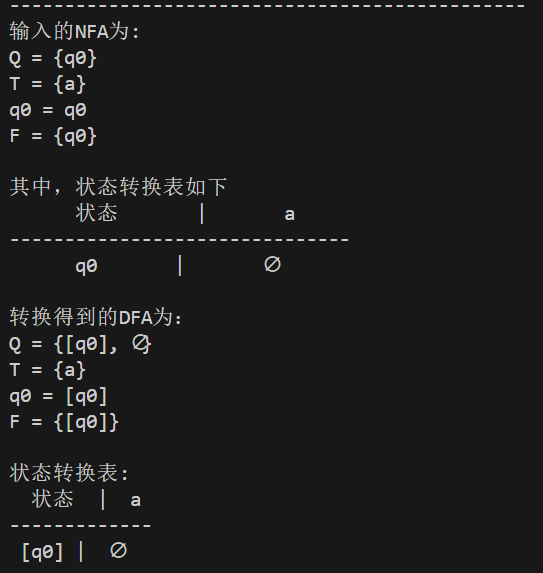 -----------------------------------------------
输入的NFA为:
Q = {q0}
T = {a}
q0 = q0
F = {q0}
其中，状态转换表如下
状态 | a
-------------------------------
q0 | ∅
转换得到的DFA为：
Q = {[q0], ∅}
T = {a}
q0 = [q0]
F = {[q0]}
状态转换表:
状态 | a
-------------
[q0] | ∅